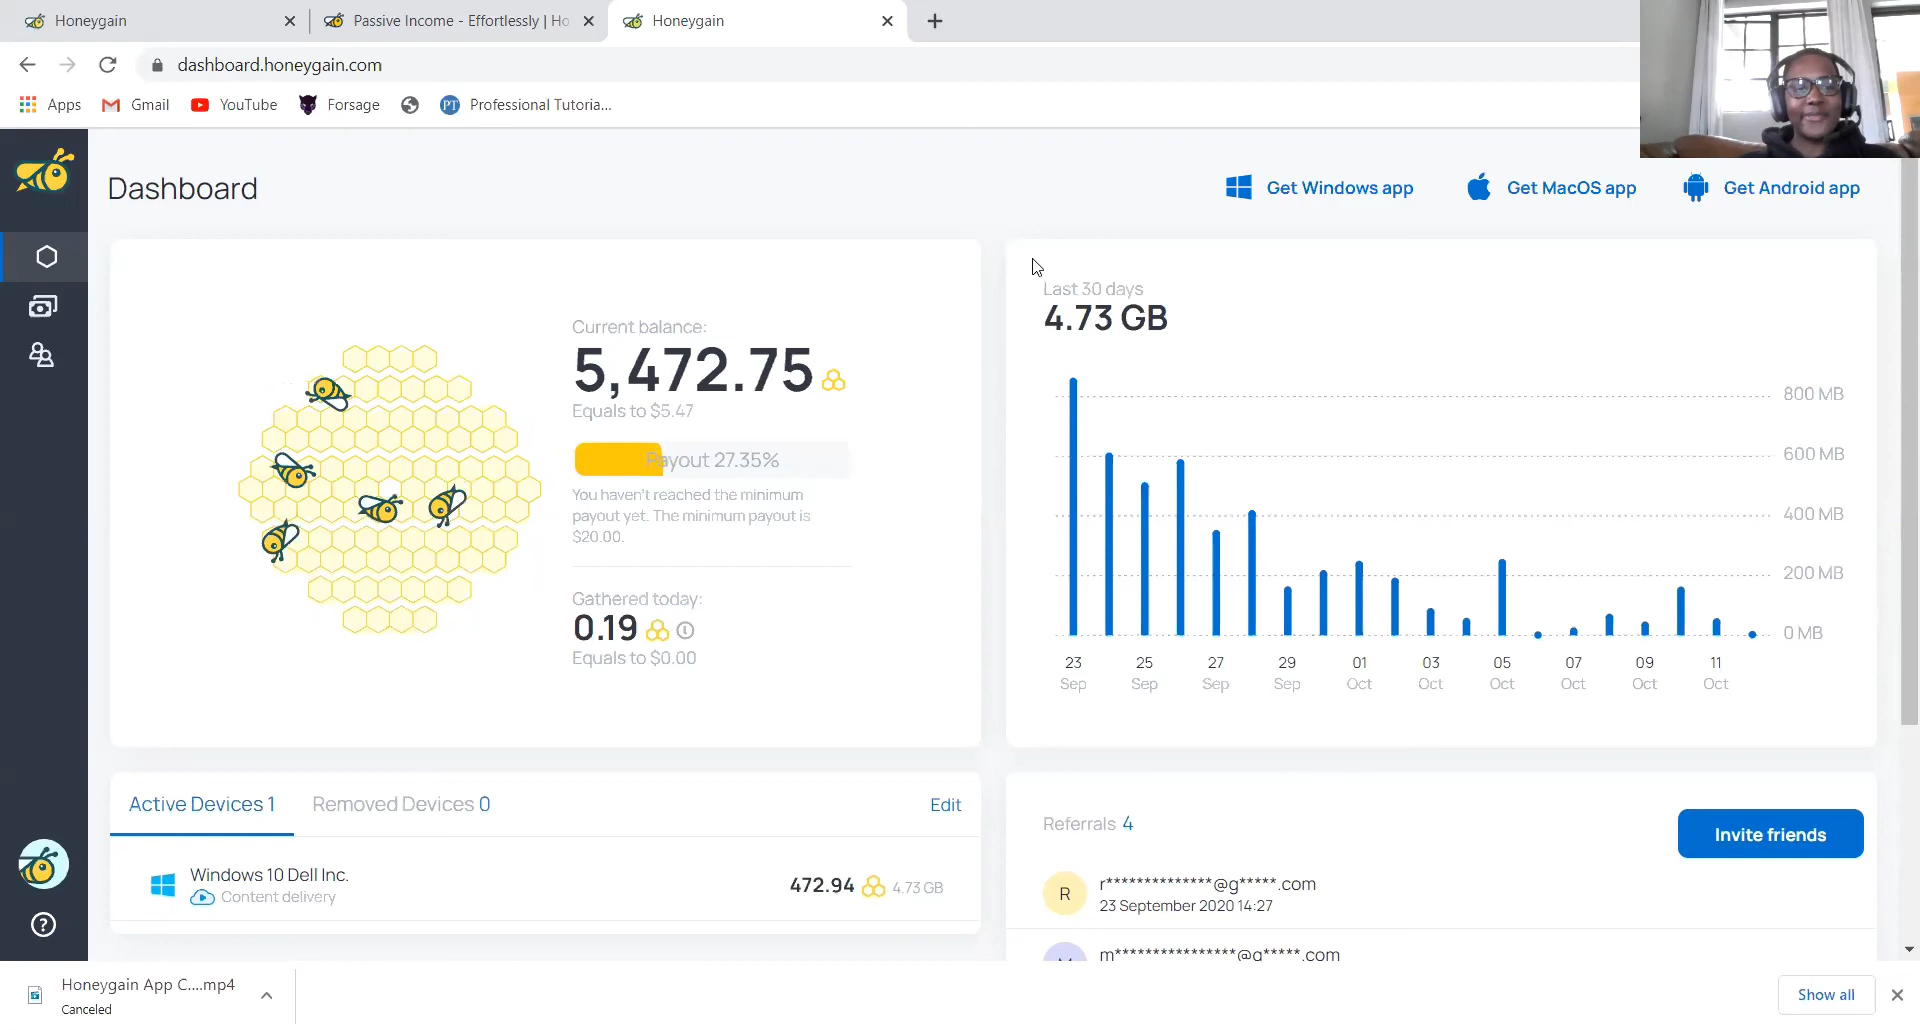 Honeygain
Passive Income - Effortlessly | Ho
Honeygain
dashboard.honeygain.com
Apps
Gmail
YouTube
Forsage
PT
Professional Tutoria...
Dashboard
Get Windows app
Get MacOS app
Get Android app
Current balance:
5,472.75
Equals to $5.47
Payout 27.35%
You haven't reached the minimum
payout yet. The minimum payout is
$20.00.
Gathered today:
0.19
Equals to $0.00
Last 30 days
4.73 GB
800 MB
600 MB
400 MB
200 MB
0 MB
23 25 27 29 01 03 05 07 09 11
Sep Sep Sep Sep Oct Oct Oct Oct Oct Oct
Active Devices 1
Removed Devices 0
Edit
Windows 10 Dell Inc.
Content delivery
472.94
4.73 GB
Referrals 4
Invite friends
R
r**************@g*****.com
23 September 2020 14:27
m****************@g*****.com
Honeygain App C....mp4
Canceled
Show all